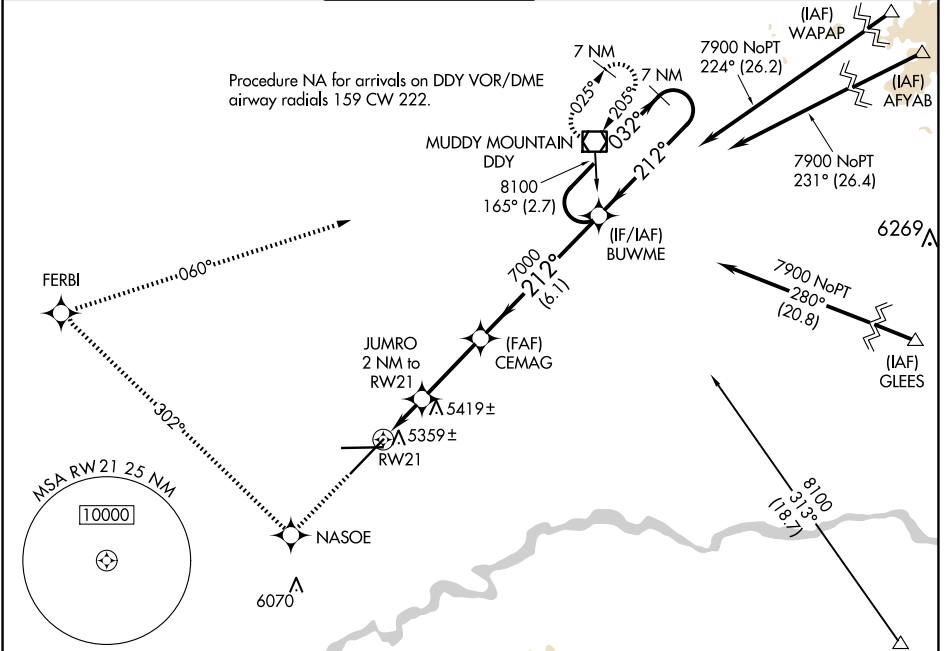 (IAF)
WAPAP
7900 NoPT
224° (26.2)
(IAF)
AFYAB
7900 NoPT
231° (26.4)
7 NM
7 NM
025°
205°
032°
212°
Procedure NA for arrivals on DDY VOR/DME
airway radials 159 CW 222.
MUDDY MOUNTAIN
DDY
8100
165° (2.7)
(IF/IAF)
BUWME
6269
7900 NoPT
280°
(20.8)
(IAF)
GLEES
060°
FERBI
7000
212°
(6.1)
(FAF)
CEMAG
JUMRO
2 NM to
RW21
5419±
5359±
RW21
302°
8100
313°
(18.7)
MSA RW21 25 NM
10000
NASOE
6070